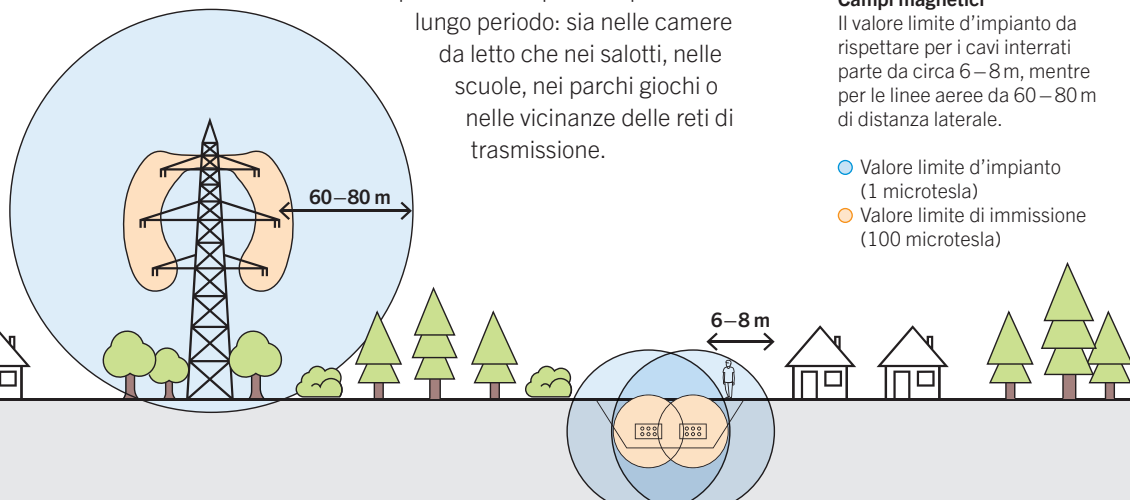 lungo periodo: sia nelle camere
da letto che nei salotti, nelle
scuole, nei parchi giochi o
nelle vicinanze delle reti di
trasmissione.
Campi magnetici
Il valore limite d'impianto da
rispettare per i cavi interrati
parte da circa 6–8 m, mentre
per le linee aeree da 60–80 m
di distanza laterale.
Valore limite d'impianto
(1 microtesla)
Valore limite di immissione
(100 microtesla)
60–80 m
6–8 m